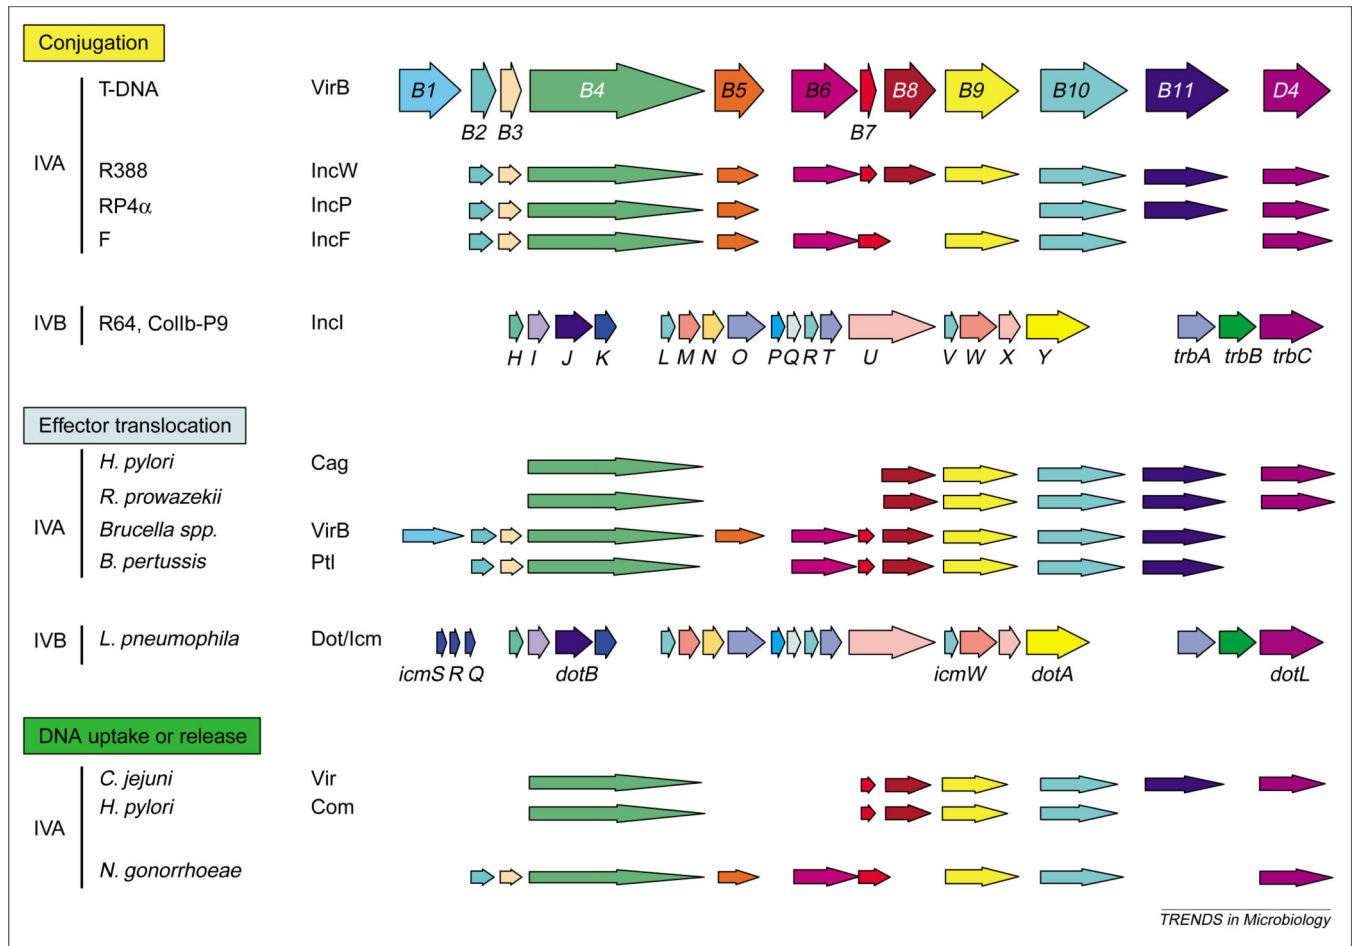 Conjugation
T-DNA VirB B1 B2 B3 B4 B5 B6 B7 B8 B9 B10 B11 D4
IVA
R388 IncW
RP4α IncP
F IncF
IVB R64, ColIb-P9 IncI
H I J K L M N O P Q R T U V W X Y trbA trbB trbC
Effector translocation
H. pylori Cag
R. prowazekii
IVA
Brucella spp. VirB
B. pertussis Ptl
IVB L. pneumophila Dot/Icm
icmS R Q dotB icmW dotA dotL
DNA uptake or release
C. jejuni Vir
H. pylori Com
IVA
N. gonorrhoeae
TRENDS in Microbiology